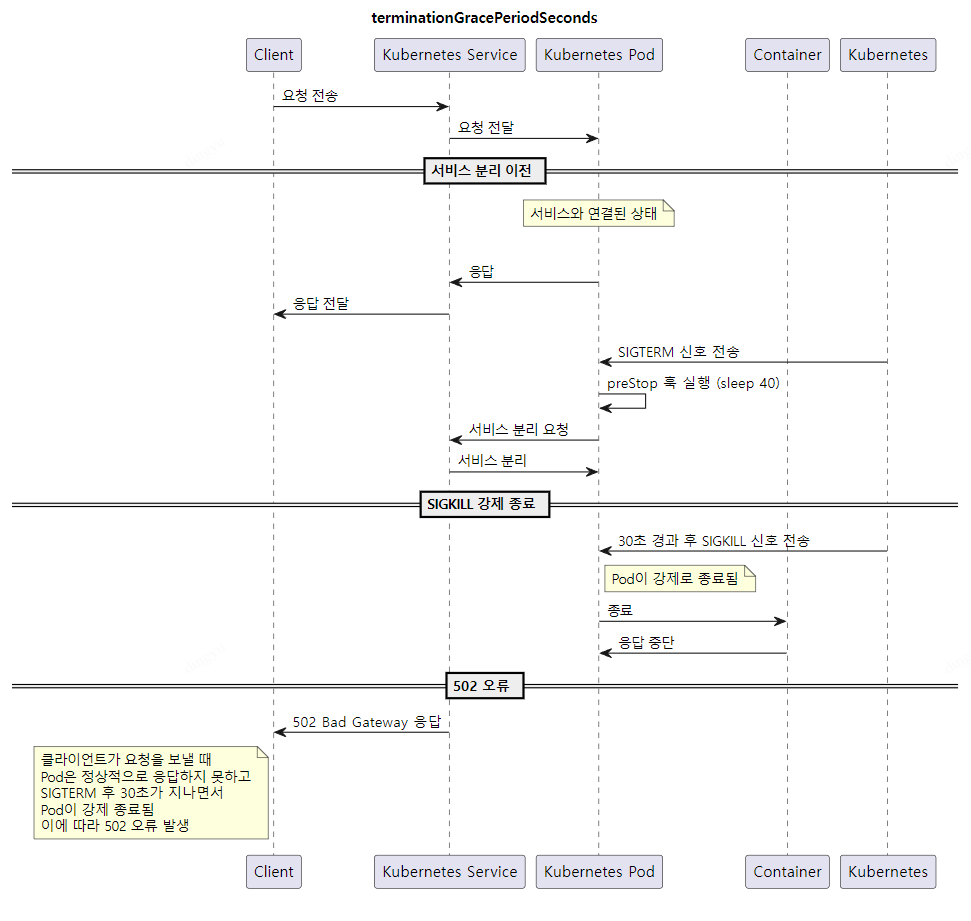 terminationGracePeriodSeconds
Client
Kubernetes Service
Kubernetes Pod
Container
Kubernetes
요청 전송
요청 전달
서비스 분리 이전
서비스와 연결된 상태
응답
응답 전달
SIGTERM 신호 전송
preStop 훅 실행 (sleep 40)
서비스 분리 요청
서비스 분리
SIGKILL 강제 종료
30초 경과 후 SIGKILL 신호 전송
Pod이 강제로 종료됨
종료
응답 중단
502 오류
502 Bad Gateway 응답
클라이언트가 요청을 보낼 때
Pod은 정상적으로 응답하지 못하고
SIGTERM 후 30초가 지나면서
Pod이 강제 종료됨
이에 따라 502 오류 발생
Client
Kubernetes Service
Kubernetes Pod
Container
Kubernetes